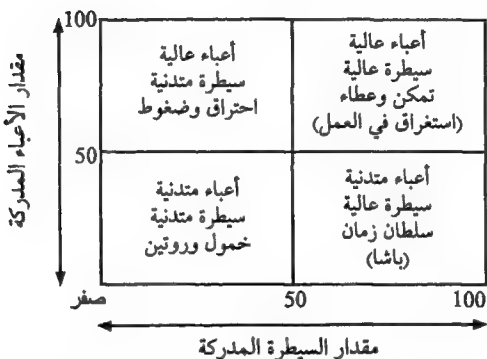 100
أعباء عالية
سيطرة عالية
تمكن وعطاء
(استغراق في العمل)
أعباء عالية
سيطرة متدنية
احتراق وضغوط
مقدار الأعباء المدركة
50
أعباء متدنية
سيطرة عالية
سلطان زمان
(باشا)
أعباء متدنية
سيطرة متدنية
خمول وروتين
صفر
50
100
مقدار السيطرة المدركة